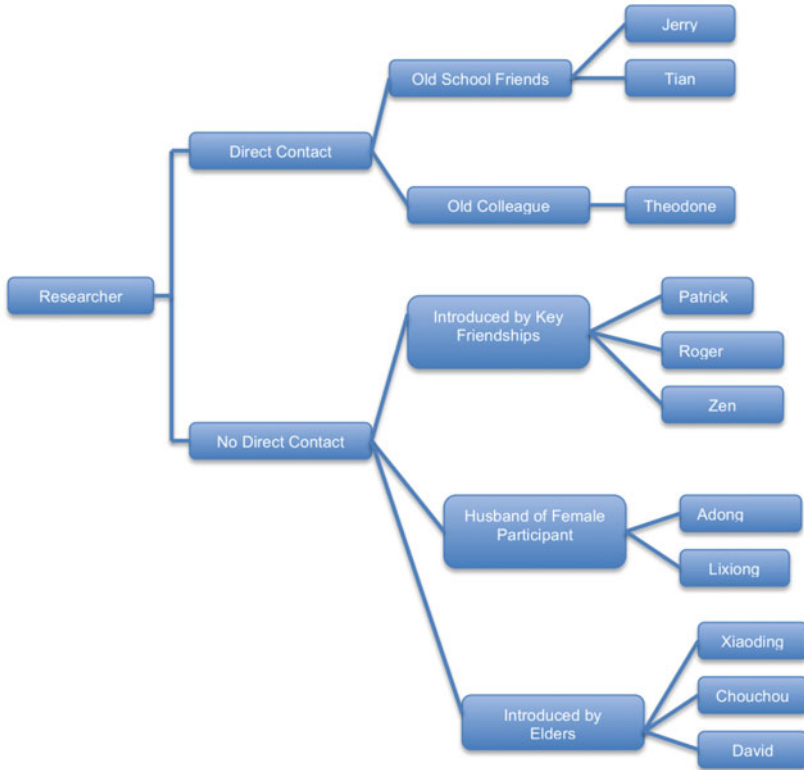 Jerry
Old School Friends
Tian
Direct Contact
Old Colleague
Theodone
Researcher
Introduced by Key
Friendships
Patrick
Roger
Zen
No Direct Contact
Husband of Female
Participant
Adong
Lixiong
Xiaoding
Introduced by
Elders
Chouchou
David